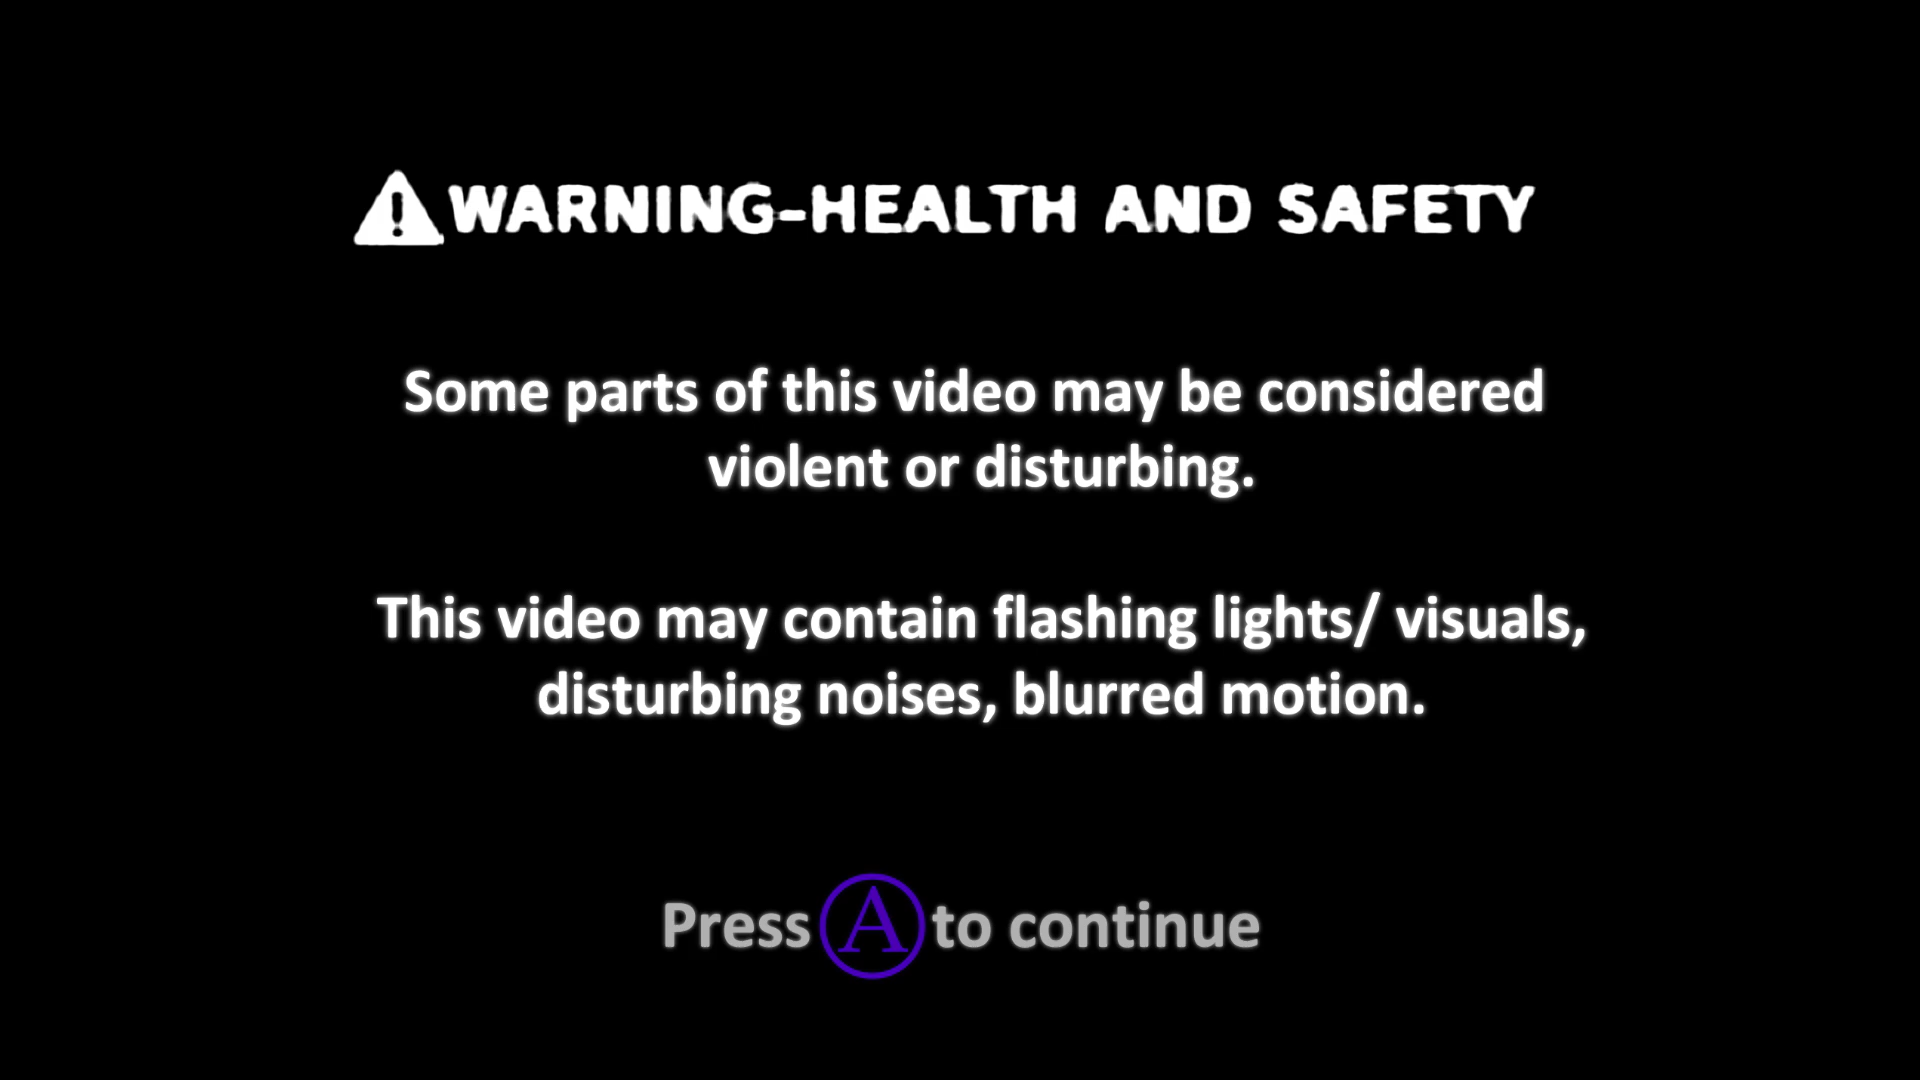 WARNING-HEALTH AND SAFETY
Some parts of this video may be considered
violent or disturbing.
This video may contain flashing lights/ visuals,
disturbing noises, blurred motion.
Press A to continue